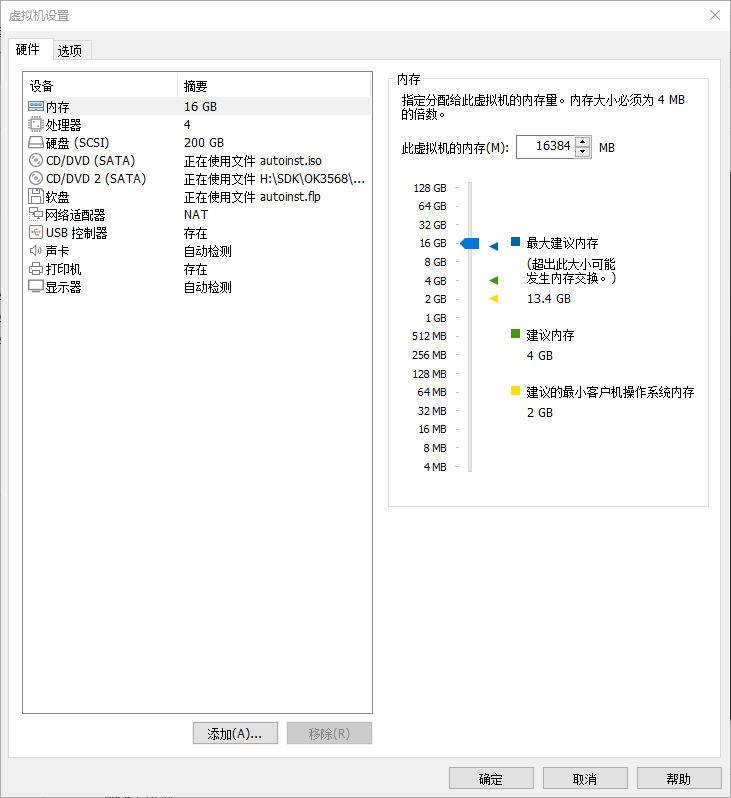 虚拟机设置
硬件 选项
设备 摘要
内存 16 GB
处理器 4
硬盘 (SCSI) 200 GB
CD/DVD (SATA) 正在使用文件 autoinst.iso
CD/DVD 2 (SATA) 正在使用文件 H:\SDK\OK3568\...
软盘 正在使用文件 autoinst.flp
网络适配器 NAT
USB 控制器 存在
声卡 自动检测
打印机 存在
显示器 自动检测
添加(A)... 移除(R)
内存
指定分配给此虚拟机的内存量。内存大小必须为 4 MB
的倍数。
此虚拟机的内存(M): 16384 MB
128 GB
64 GB
32 GB
16 GB
8 GB
4 GB
2 GB
1 GB
512 MB
256 MB
128 MB
64 MB
32 MB
16 MB
8 MB
4 MB
最大建议内存
(超出此大小可能
发生内存交换。)
13.4 GB
建议内存
4 GB
建议的最小客户机操作系统内存
2 GB
确定 取消 帮助